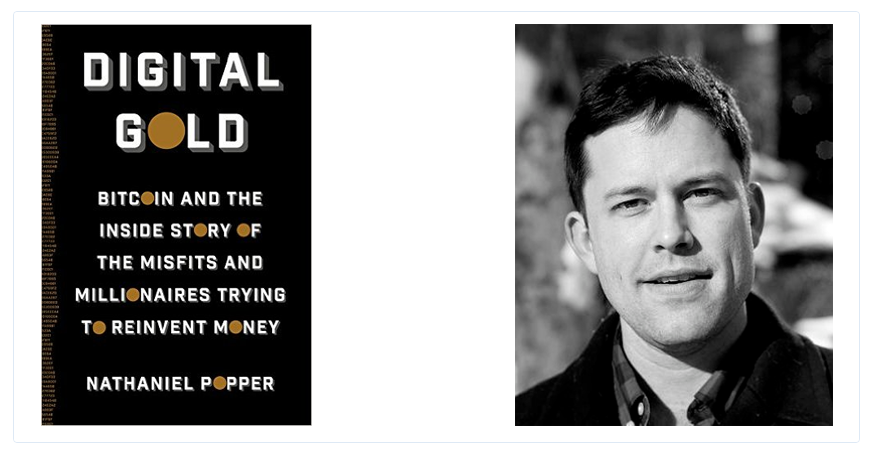 DIGITAL
GOLD
BITCOIN AND THE
INSIDE STORY OF
THE MISFITS AND
MILLIONAIRES TRYING
TO REINVENT MONEY
NATHANIEL POPPER